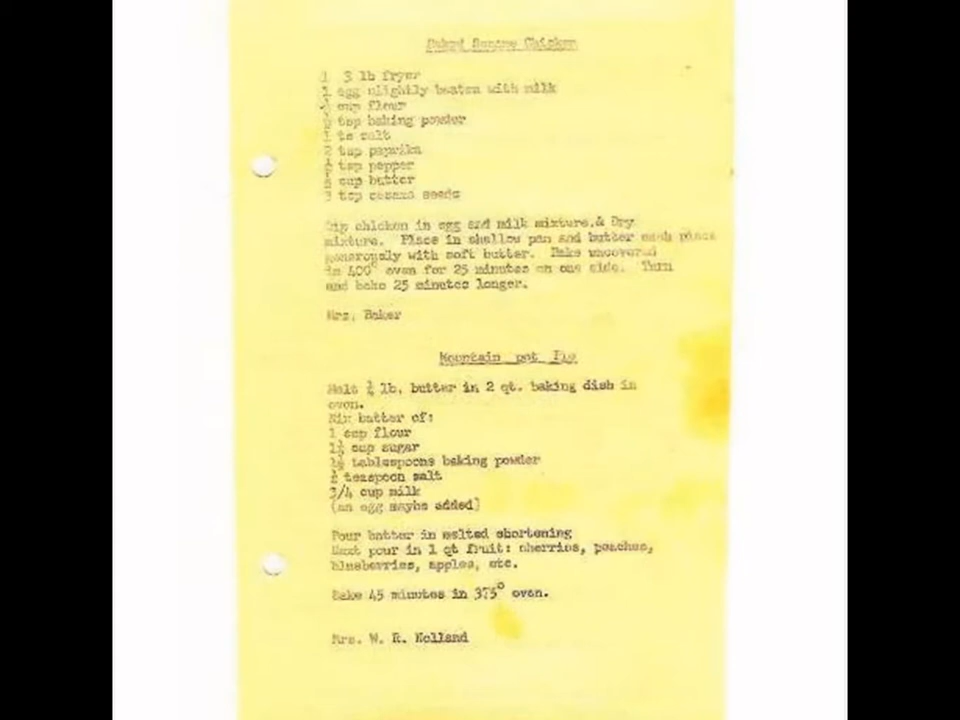 Baked Sesame Chicken
1 3 lb fryer
1 egg slightly beaten with milk
cup flour
tsp baking powder
1 ts salt
2 tsp paprika
tsp pepper
cup butter
3 tsp sesame seeds
Dip chicken in egg and milk mixture,& Dry
mixture. Place in shallow pan and butter each piece
generously with soft butter. Bake uncovered
in 400° oven for 25 minutes on one side. Turn
and bake 25 minutes longer.
Mrs. Baker
Mountain pot Pie
Melt ¼ lb. butter in 2 qt. baking dish in
oven.
Mix batter of:
1 cup flour
cup sugar
tablespoons baking powder
teaspoon salt
3/4 cup milk
(an egg maybe added)
Pour batter in melted shortening
Next pour in 1 qt fruit: cherries, peaches,
blueberries, apples, etc.
Bake 45 minutes in 375° oven.
Mrs. W. R. Holland